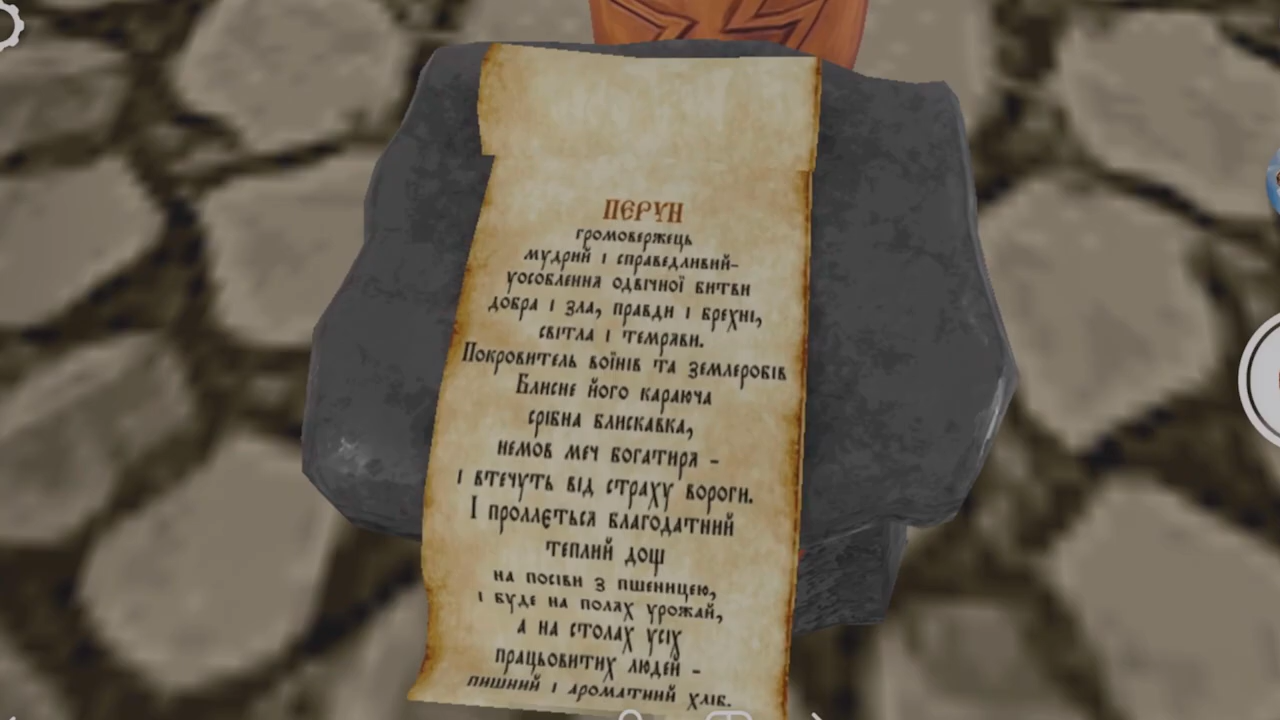 ПЕРУН
громовержець
мудрий і справедливий-
уособлення одвічної битви
добра і зла, правди і брехні,
світла і темряви.
Покровитель воїнів та землеробів
Блисне його караюча
срібна блискавка,
немов меч богатиря -
і втечуть від страху вороги.
І проллється благодатний
теплий дощ
на посіви з пшеницею,
і буде на полях урожай,
а на столах усіх
працьовитих людей -
пишний і ароматний хліб.